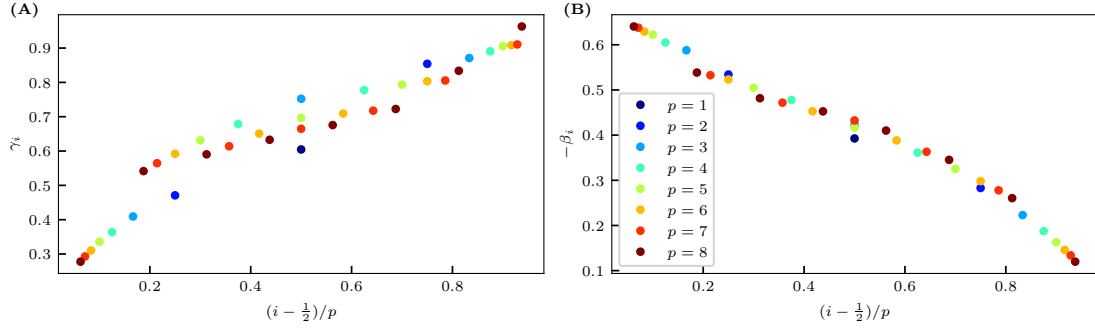 (A)
0.9
0.8
0.7
0.6
0.5
0.4
0.3
γᵢ
0.2 0.4 0.6 0.8
(i − ½)/p
(B)
0.6
0.5
0.4
0.3
0.2
0.1
−βᵢ
p = 1
p = 2
p = 3
p = 4
p = 5
p = 6
p = 7
p = 8
0.2 0.4 0.6 0.8
(i − ½)/p